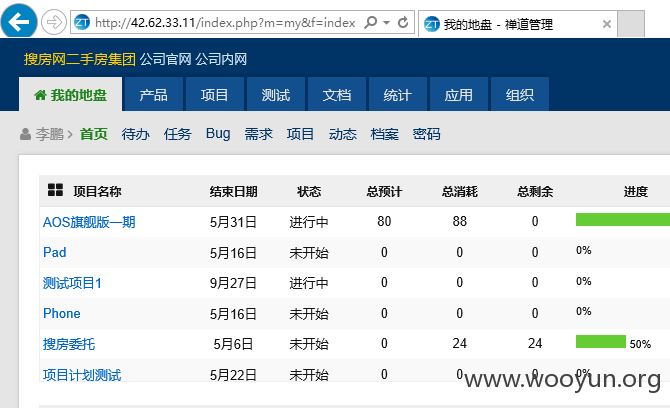 http://42.62.33.11/index.php?m=my&f=index
我的地盘 - 禅道管理
搜房网二手房集团 公司官网 公司内网
我的地盘 产品 项目 测试 文档 统计 应用 组织
李鹏 首页 待办 任务 Bug 需求 项目 动态 档案 密码
项目名称 结束日期 状态 总预计 总消耗 总剩余 进度
AOS旗舰版一期 5月31日 进行中 80 88 0
Pad 5月16日 未开始 0 0 0 0%
测试项目1 9月27日 进行中 0 0 0 0%
Phone 5月16日 未开始 0 0 0 0%
搜房委托 5月6日 未开始 0 24 24 50%
项目计划测试 5月22日 未开始 0 0 0 0%
www.wooyun.org